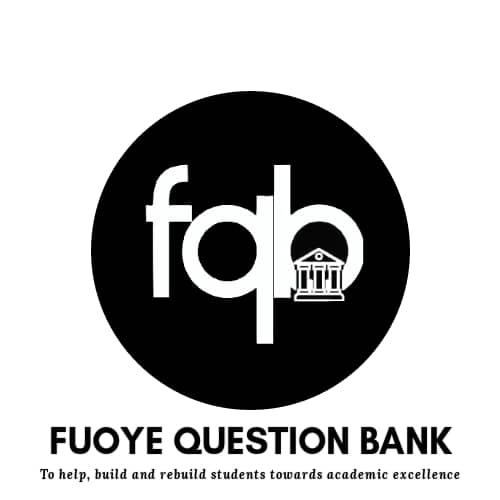 fqb
FUOYE QUESTION BANK
To help, build and rebuild students towards academic excellence